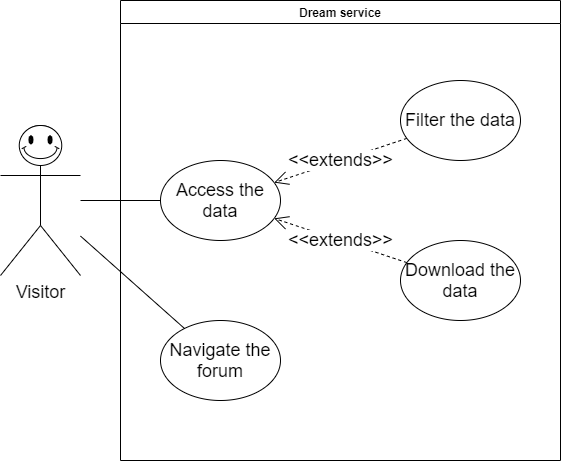 Dream service
Filter the data
<<extends>>
Access the
data
<<extends>>
Download the
data
Visitor
Navigate the
forum